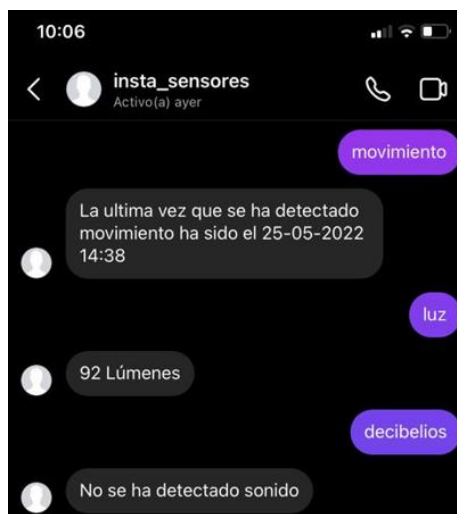 10:06
insta_sensores
Activo(a) ayer
movimiento
La ultima vez que se ha detectado
movimiento ha sido el 25-05-2022
14:38
luz
92 Lúmenes
decibelios
No se ha detectado sonido